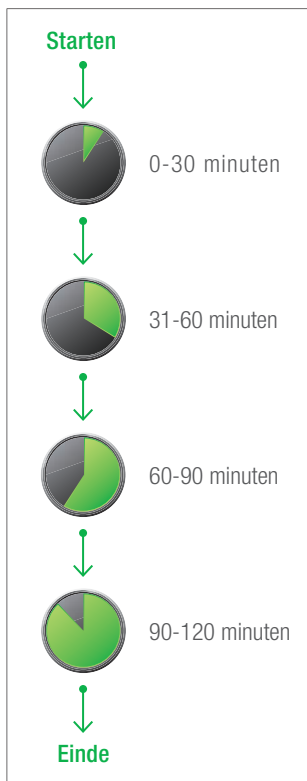 Starten
0-30 minuten
31-60 minuten
60-90 minuten
90-120 minuten
Einde